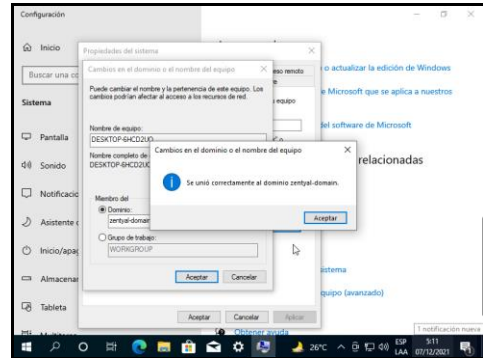 Configuración
Inicio
Buscar una co
Sistema
Pantalla
Sonido
Notificacio
Asistente
Inicio/apag
Almacena
Tableta
Propiedades del sistema
Cambios en el dominio o el nombre del equipo
Puede cambiar el nombre y la pertenencia de este equipo. Los
cambios podrían afectar al acceso a los recursos de red.
Nombre de equipo:
DESKTOP-6HCD2UO
Nombre completo de
DESKTOP-6HCD2UO
Miembro del
Dominio:
zentyal-domain
Grupo de trabajo:
WORKGROUP
Aceptar
Cancelar
Cambios en el dominio o el nombre del equipo
Se unió correctamente al dominio zentyal-domain.
Aceptar
eso remoto
equipo
Aceptar
Cancelar
Aplicar
o actualizar la edición de Windows
e Microsoft que se aplica a nuestros
del software de Microsoft
relacionadas
istema
equipo (avanzado)
Obtener ayuda
1 notificación nueva
26°C
ESP
LAA
5:11
07/12/2021